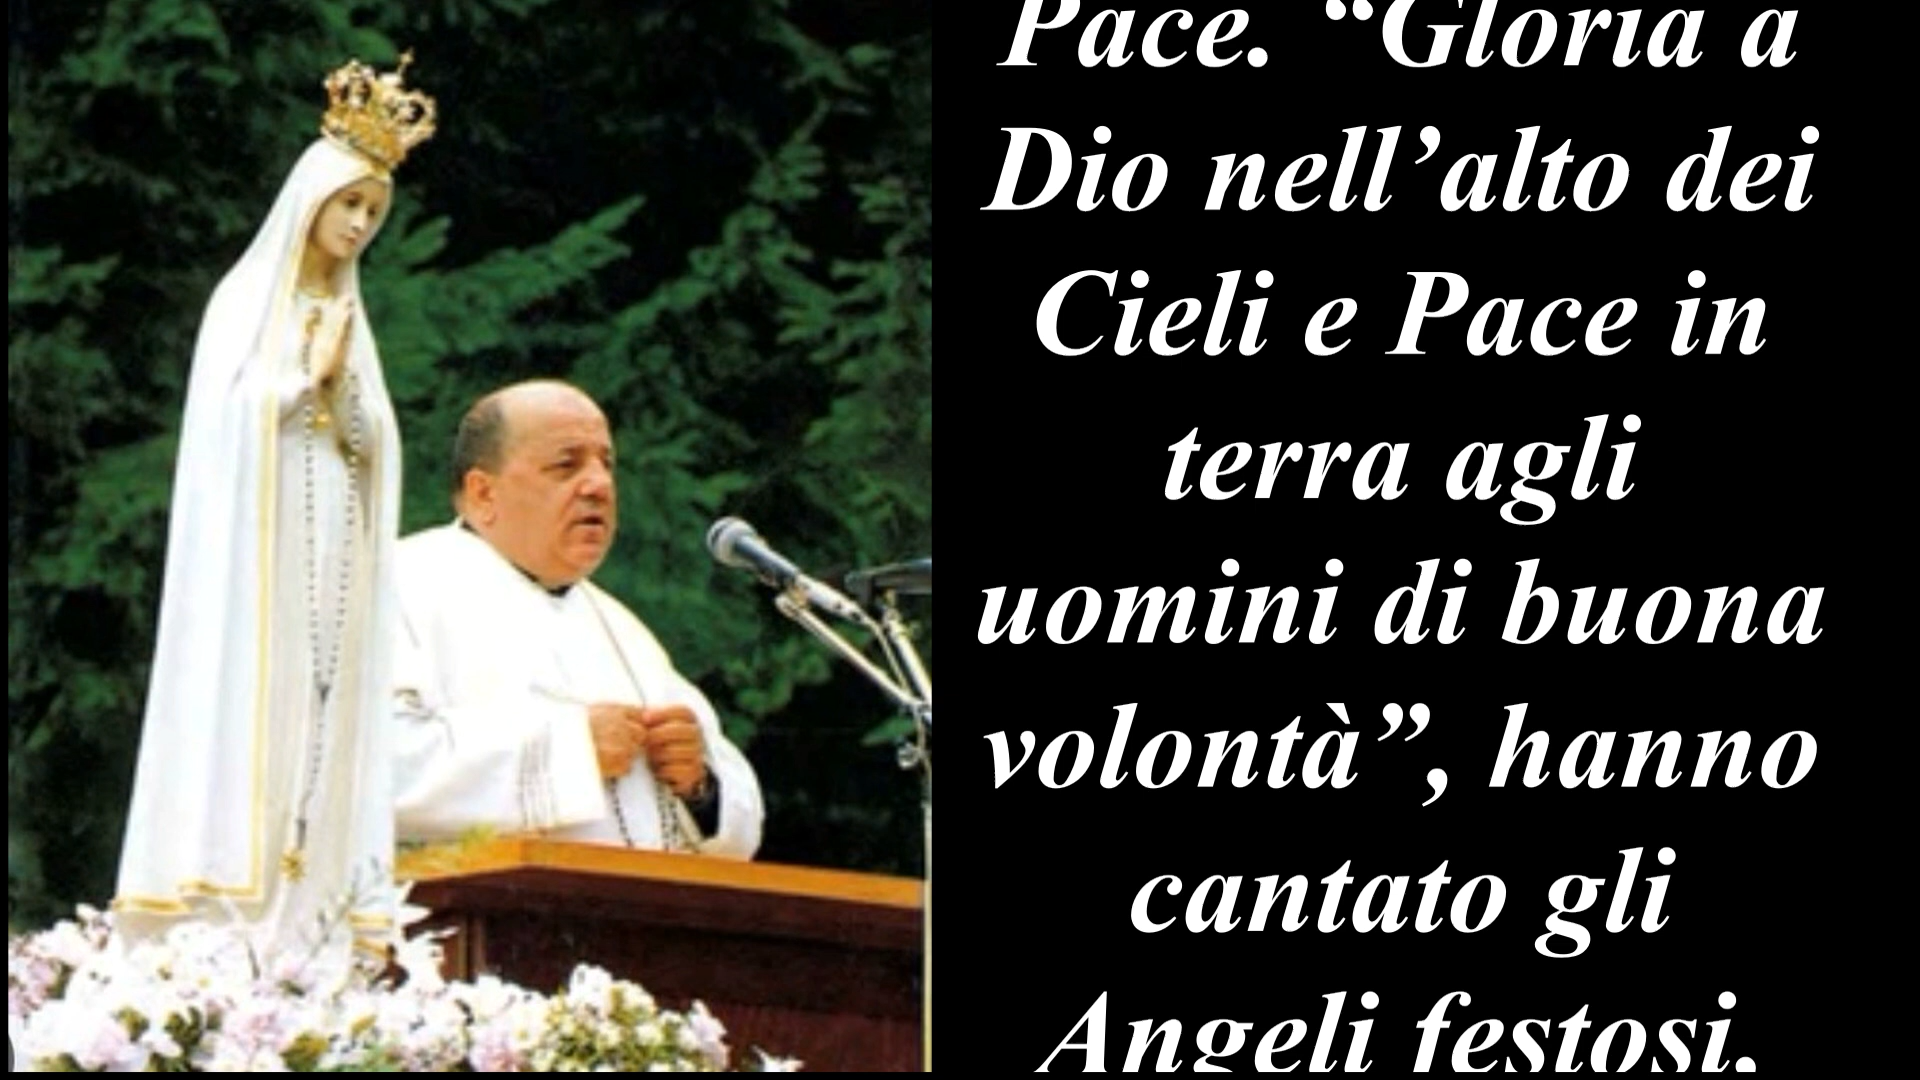 Pace. “Gloria a
Dio nell’alto dei
Cieli e Pace in
terra agli
uomini di buona
volontà”, hanno
cantato gli
Angeli festosi.